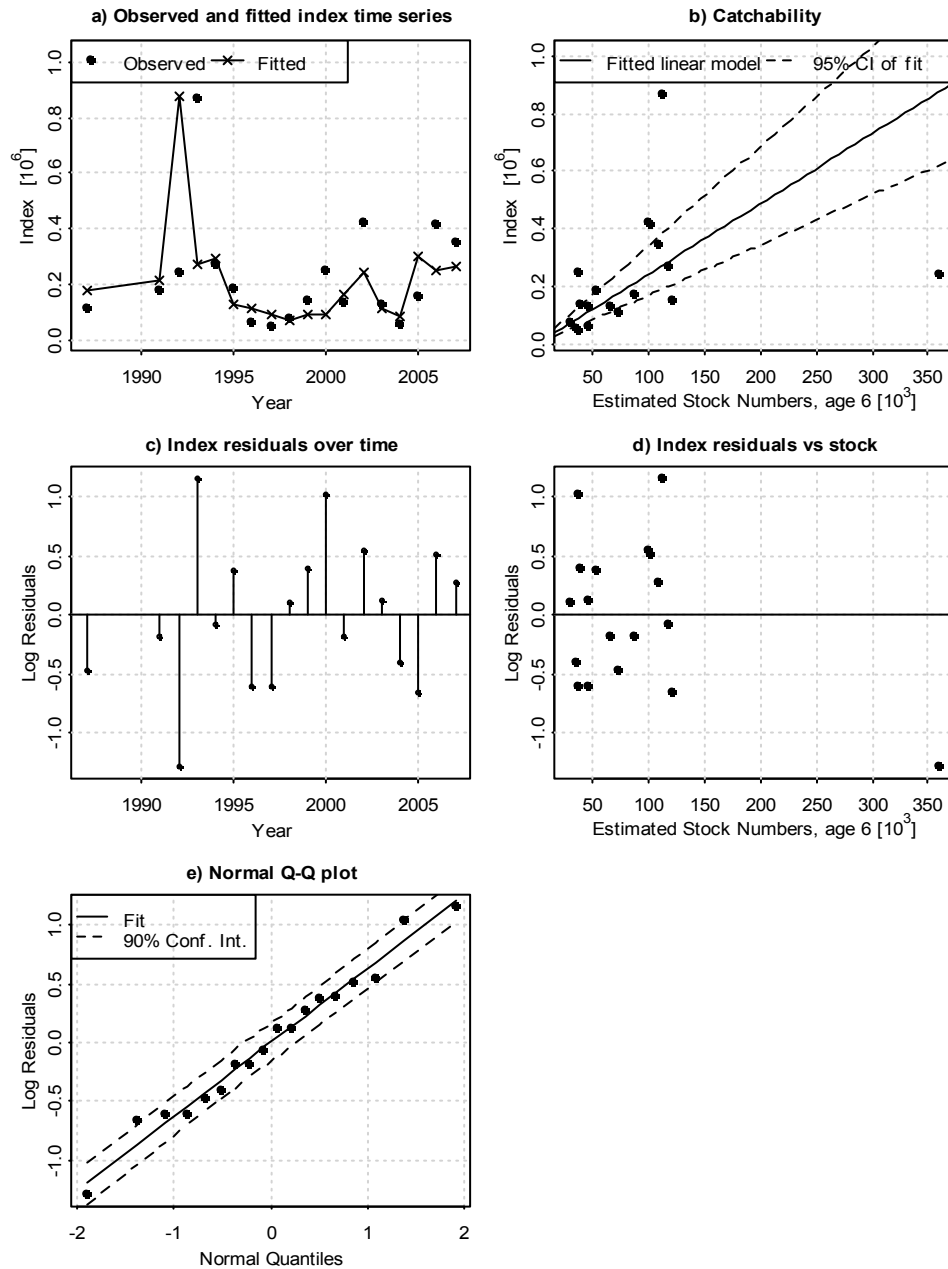 a) Observed and fitted index time series
Observed Fitted
Index [10^6]
0.0 0.2 0.4 0.6 0.8 1.0
1990 1995 2000 2005
Year
b) Catchability
Fitted linear model 95% CI of fit
Index [10^6]
0.0 0.2 0.4 0.6 0.8 1.0
50 100 150 200 250 300 350
Estimated Stock Numbers, age 6 [10^3]
c) Index residuals over time
Log Residuals
-1.0 -0.5 0.0 0.5 1.0
1990 1995 2000 2005
Year
d) Index residuals vs stock
Log Residuals
-1.0 -0.5 0.0 0.5 1.0
50 100 150 200 250 300 350
Estimated Stock Numbers, age 6 [10^3]
e) Normal Q-Q plot
Fit
90% Conf. Int.
Log Residuals
-1.0 -0.5 0.0 0.5 1.0
-2 -1 0 1 2
Normal Quantiles